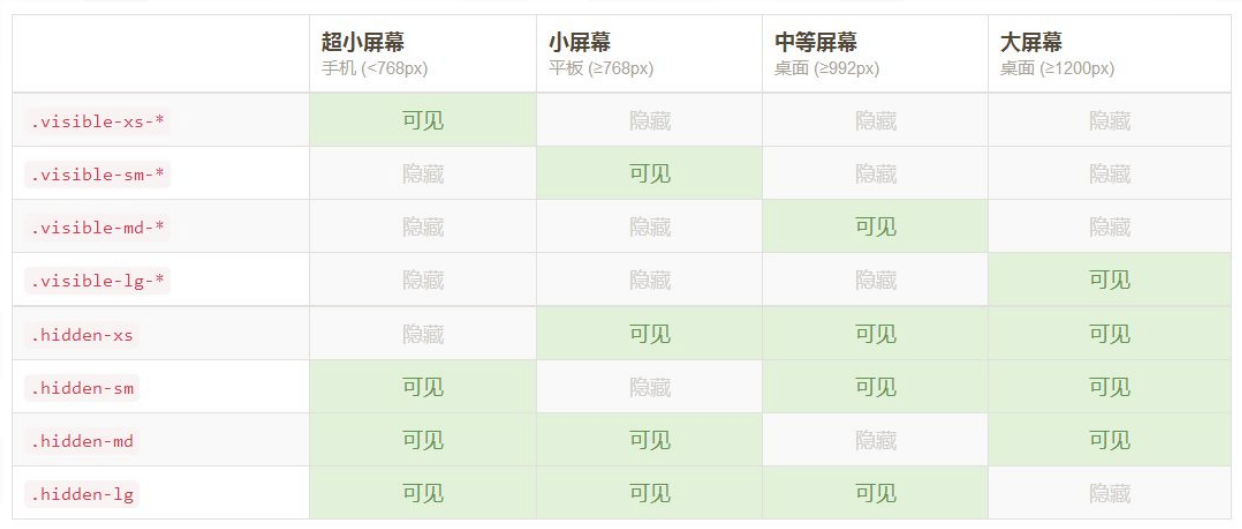 超小屏幕 小屏幕 中等屏幕 大屏幕
手机 (<768px) 平板 (≥768px) 桌面 (≥992px) 桌面 (≥1200px)
.visible-xs-* 可见 隐藏 隐藏 隐藏
.visible-sm-* 隐藏 可见 隐藏 隐藏
.visible-md-* 隐藏 隐藏 可见 隐藏
.visible-lg-* 隐藏 隐藏 隐藏 可见
.hidden-xs 隐藏 可见 可见 可见
.hidden-sm 可见 隐藏 可见 可见
.hidden-md 可见 可见 隐藏 可见
.hidden-lg 可见 可见 可见 隐藏